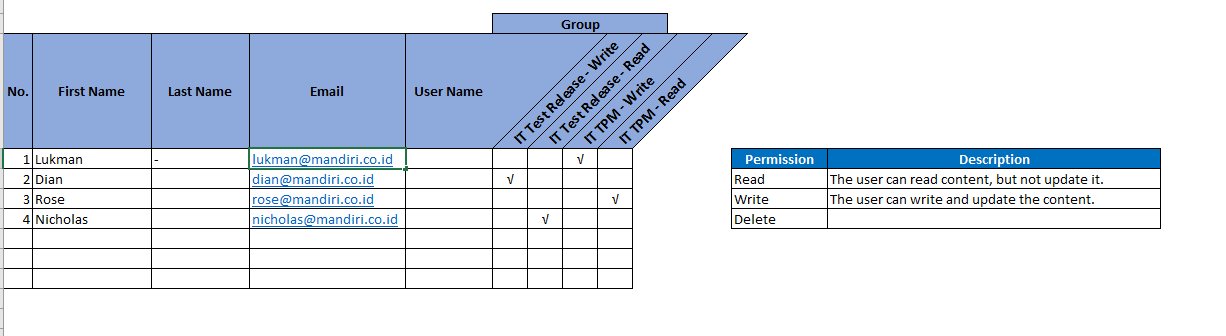 Group
No. First Name Last Name Email User Name IT Test Release - Write IT Test Release - Read IT TPM - Write IT TPM - Read
1 Lukman - lukman@mandiri.co.id √
2 Dian dian@mandiri.co.id √
3 Rose rose@mandiri.co.id √
4 Nicholas nicholas@mandiri.co.id √
Permission Description
Read The user can read content, but not update it.
Write The user can write and update the content.
Delete